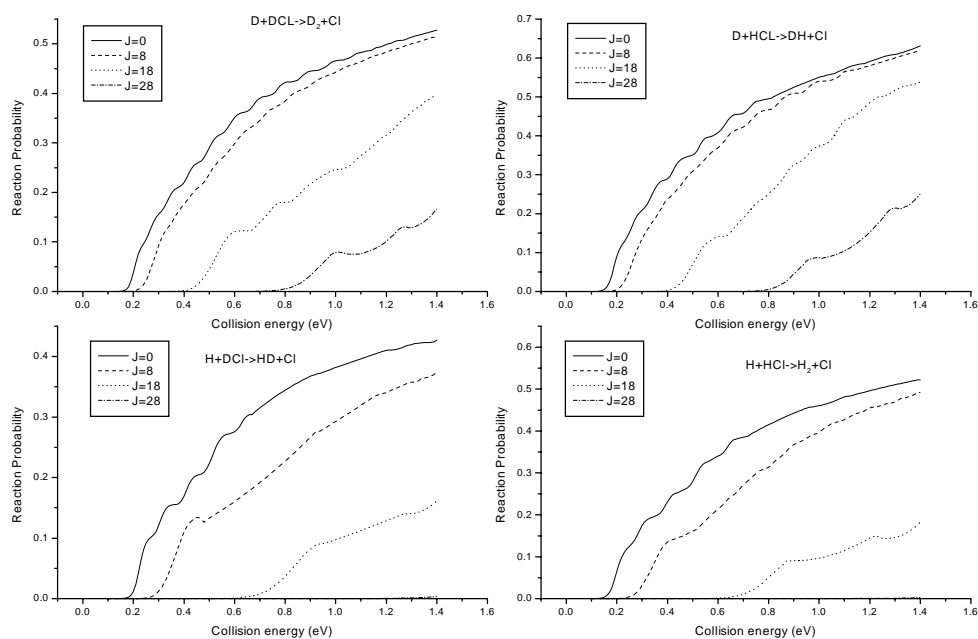 D+DCL->D₂+Cl
J=0
J=8
J=18
J=28
Reaction Probability
0.5
0.4
0.3
0.2
0.1
0.0
0.0 0.2 0.4 0.6 0.8 1.0 1.2 1.4 1.6
Collision energy (eV)
D+HCL->DH+Cl
J=0
J=8
J=18
J=28
Reaction Probability
0.7
0.6
0.5
0.4
0.3
0.2
0.1
0.0
0.0 0.2 0.4 0.6 0.8 1.0 1.2 1.4 1.6
Collision energy (eV)
H+DCl->HD+Cl
J=0
J=8
J=18
J=28
Reaction Probability
0.4
0.3
0.2
0.1
0.0
0.0 0.2 0.4 0.6 0.8 1.0 1.2 1.4 1.6
Collision energy (eV)
H+HCl->H₂+Cl
J=0
J=8
J=18
J=28
Reaction Probability
0.6
0.5
0.4
0.3
0.2
0.1
0.0
0.0 0.2 0.4 0.6 0.8 1.0 1.2 1.4 1.6
Collision energy (eV)